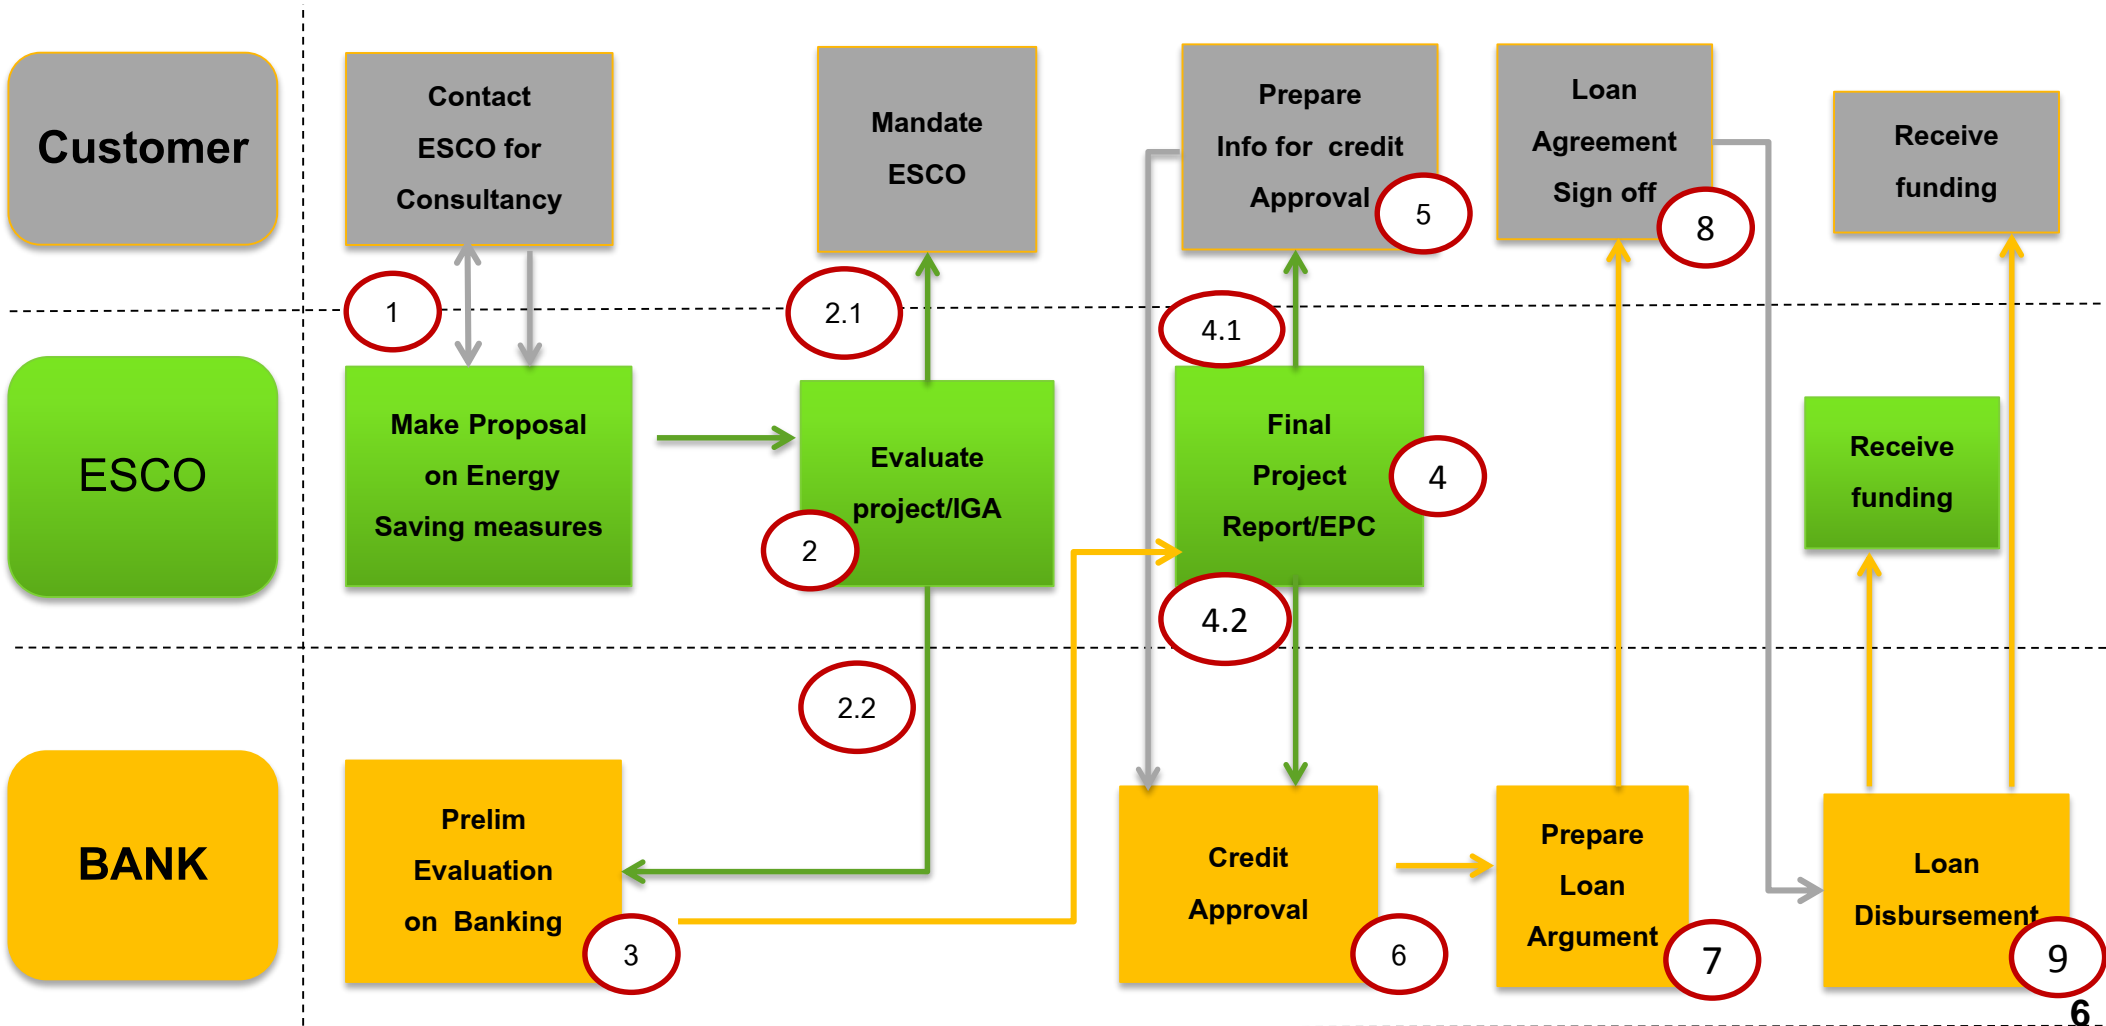 Customer
Contact
ESCO for
Consultancy
Mandate
ESCO
Prepare
Info for credit
Approval
5
Loan
Agreement
Sign off
8
Receive
funding
1
2.1
4.1
ESCO
Make Proposal
on Energy
Saving measures
Evaluate
project/IGA
2
Final
Project
Report/EPC
4
Receive
funding
4.2
2.2
BANK
Prelim
Evaluation
on Banking
3
Credit
Approval
6
Prepare
Loan
Argument
7
Loan
Disbursement
9
6